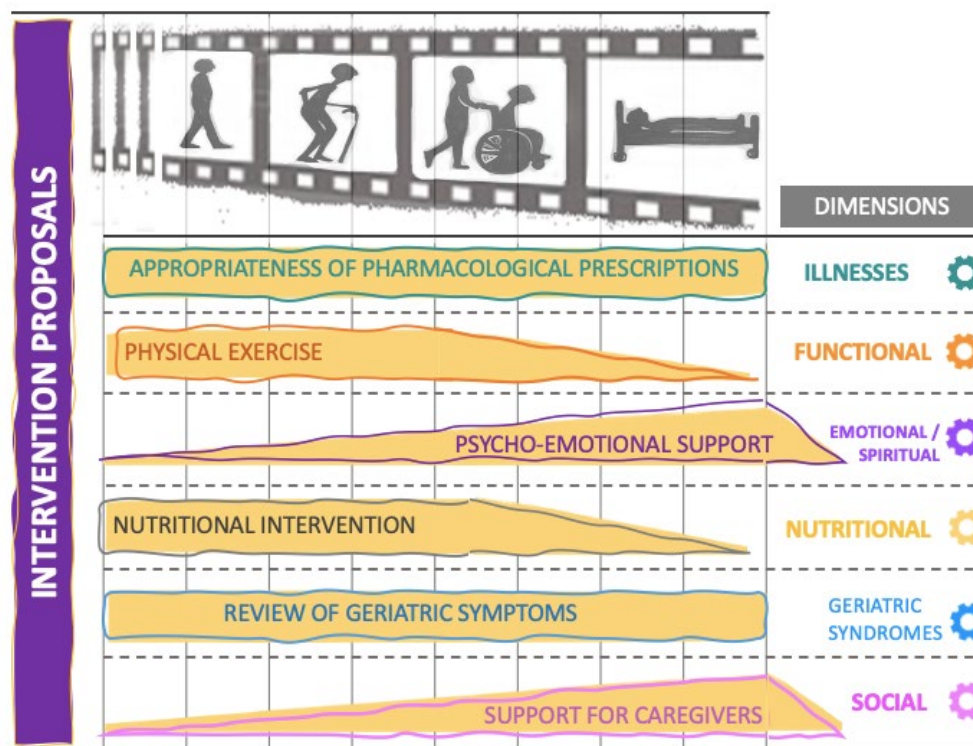 INTERVENTION PROPOSALS
DIMENSIONS
APPROPRIATENESS OF PHARMACOLOGICAL PRESCRIPTIONS
ILLNESSES
PHYSICAL EXERCISE
FUNCTIONAL
PSYCHO-EMOTIONAL SUPPORT
EMOTIONAL /
SPIRITUAL
NUTRITIONAL INTERVENTION
NUTRITIONAL
REVIEW OF GERIATRIC SYMPTOMS
GERIATRIC
SYNDROMES
SUPPORT FOR CAREGIVERS
SOCIAL